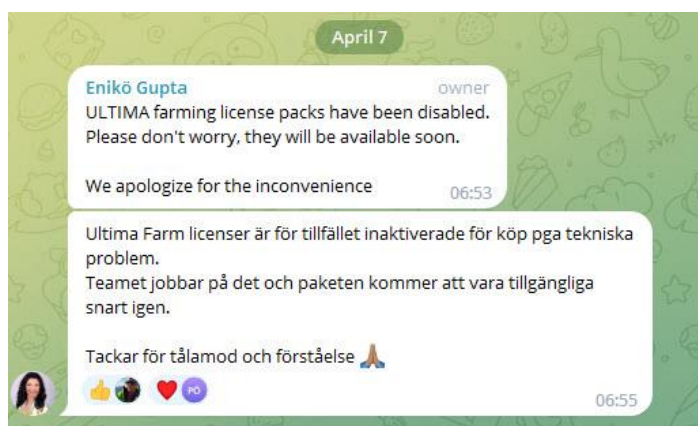 April 7
Enikö Gupta owner
ULTIMA farming license packs have been disabled.
Please don't worry, they will be available soon.
We apologize for the inconvenience 06:53
Ultima Farm licenser är för tillfället inaktiverade för köp pga tekniska
problem.
Teamet jobbar på det och paketen kommer att vara tillgängliga
snart igen.
Tackar för tålamod och förståelse 🙏🏽
PÖ
06:55